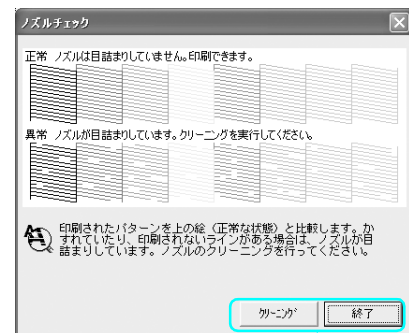 ノズルチェック
正常 ノズルは目詰まりしていません。印刷できます。
異常 ノズルが目詰まりしています。クリーニングを実行してください。
印刷されたパターンを上の絵（正常な状態）と比較します。か
すれていたり、印刷されないラインがある場合は、ノズルが目
詰まりしています。ノズルのクリーニングを行ってください。
クリーニング 終了